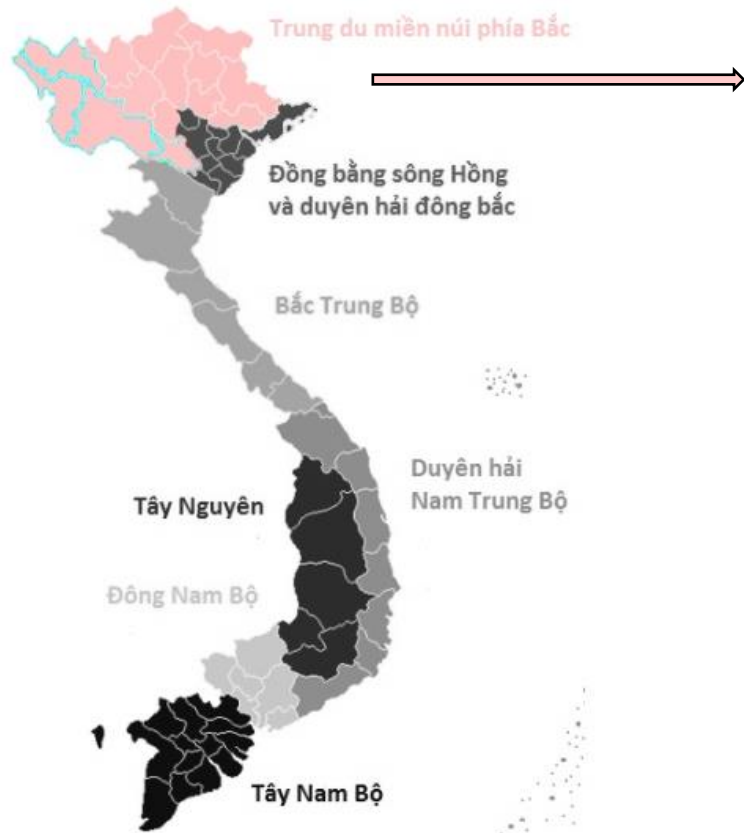 Trung du miền núi phía Bắc
Đồng bằng sông Hồng
và duyên hải đông bắc
Bắc Trung Bộ
Duyên hải
Nam Trung Bộ
Tây Nguyên
Đông Nam Bộ
Tây Nam Bộ